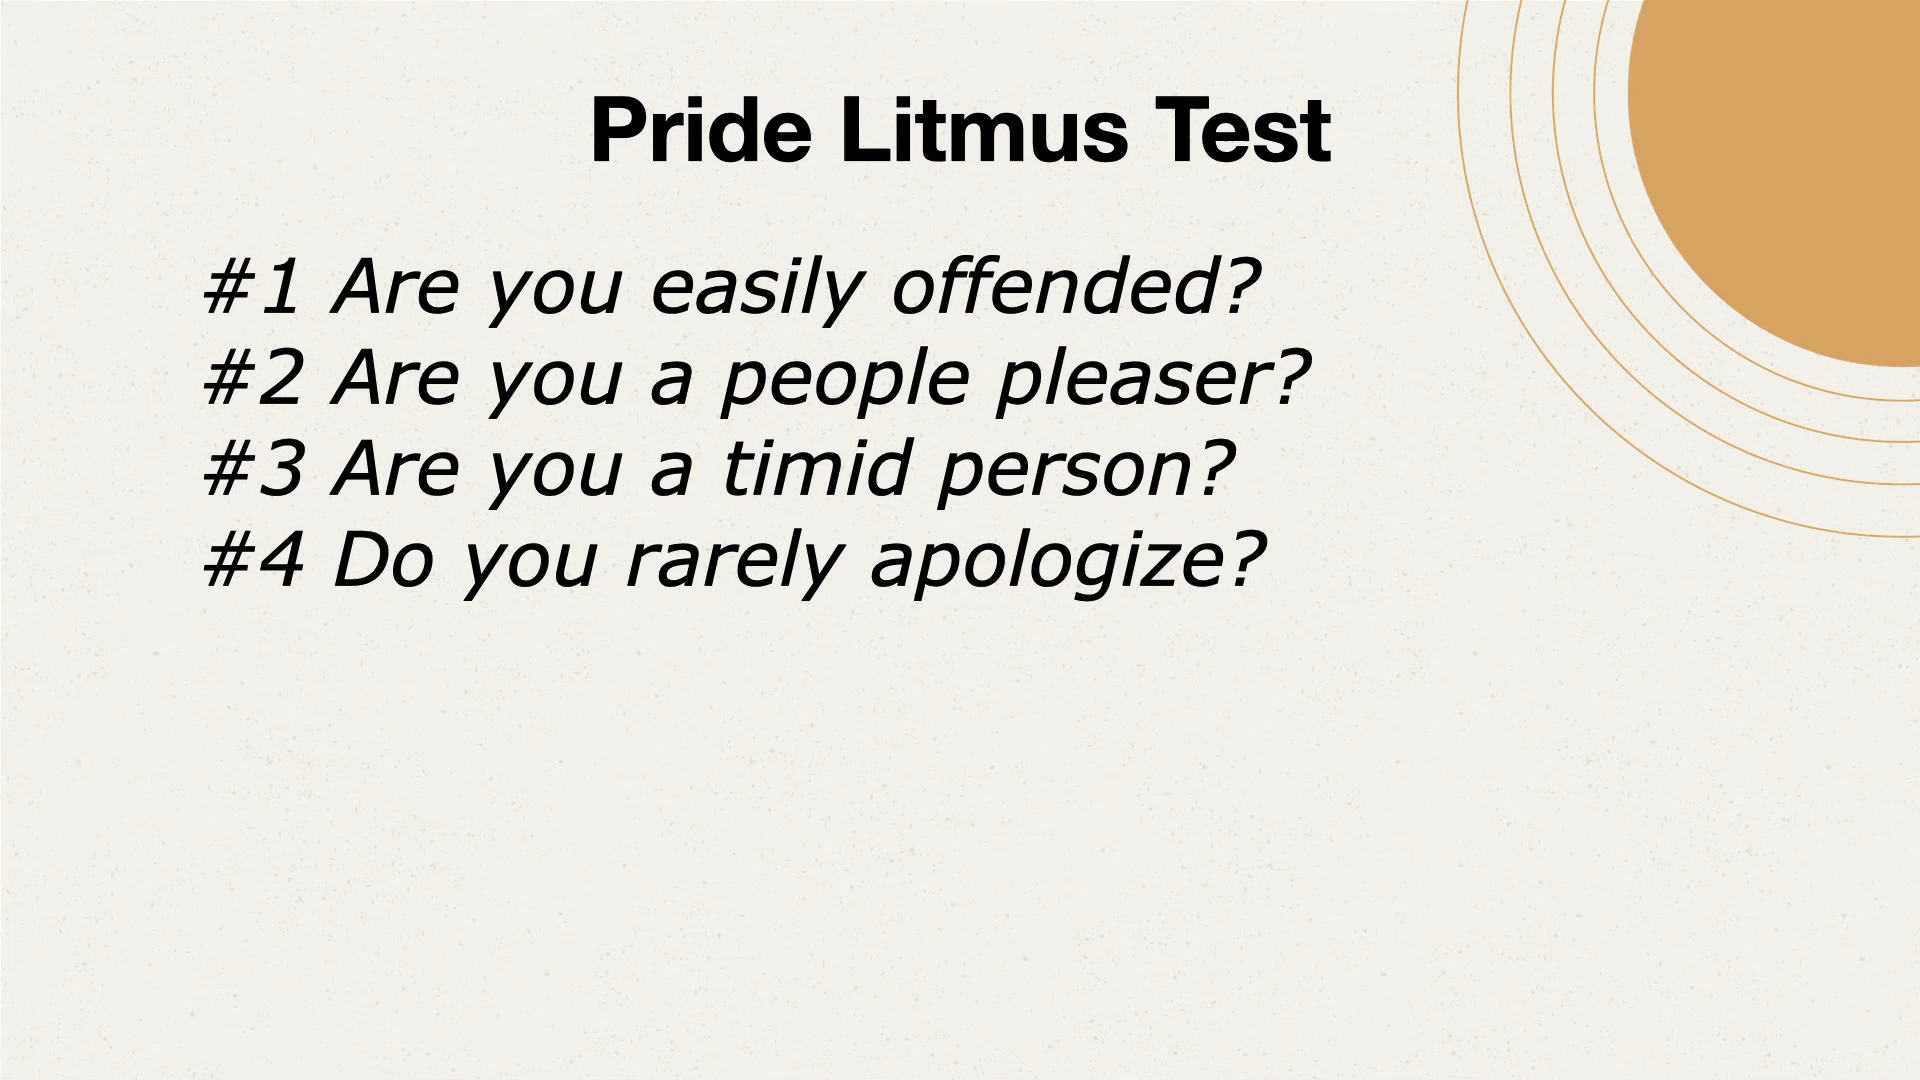 Pride Litmus Test
#1 Are you easily offended?
#2 Are you a people pleaser?
#3 Are you a timid person?
#4 Do you rarely apologize?